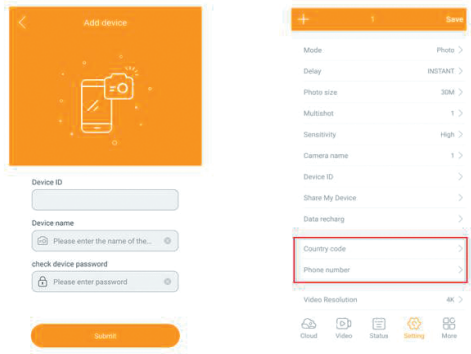 Add device
Device ID
Device name
Please enter the name of the...
check device password
Please enter password
Submit
+ 1 Save
Mode Photo >
Delay INSTANT >
Photo size 30M >
Multishot 1 >
Sensitivity High >
Camera name 1 >
Device ID >
Share My Device >
Data recharg >
Country code >
Phone number >
Video Resolution 4K >
Cloud Video Status Setting More